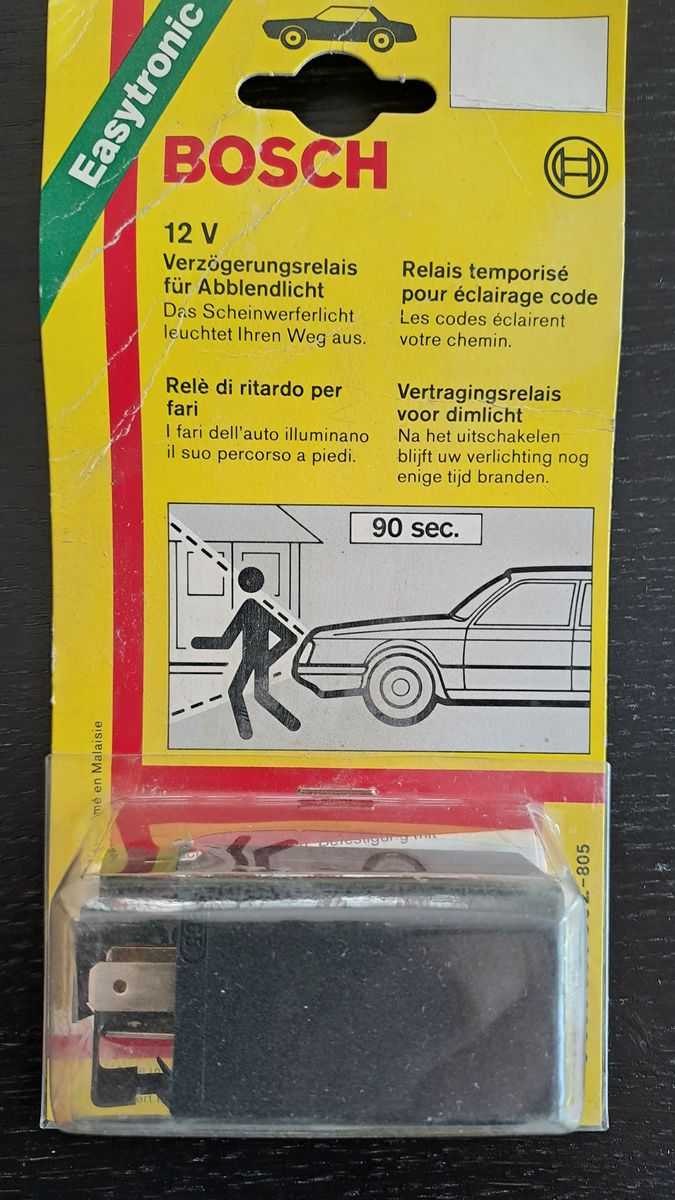 Easytronic
BOSCH
12 V
Verzögerungsrelais
für Abblendlicht
Das Scheinwerferlicht
leuchtet Ihren Weg aus.
Relais temporisé
pour éclairage code
Les codes éclairent
votre chemin.
Relè di ritardo per
fari
I fari dell'auto illuminano
il suo percorso a piedi.
Vertragingsrelais
voor dimlicht
Na het uitschakelen
blijft uw verlichting nog
enige tijd branden.
90 sec.
en Malaisie
mit
-805